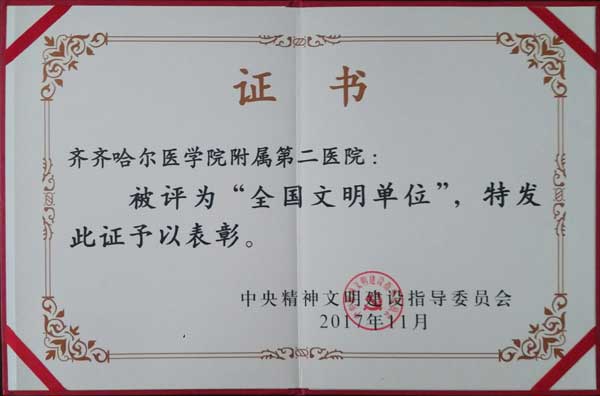 证书
齐齐哈尔医学院附属第二医院：
被评为“全国文明单位”，特发
此证予以表彰。
中央精神文明建设指导委员会
2017年11月